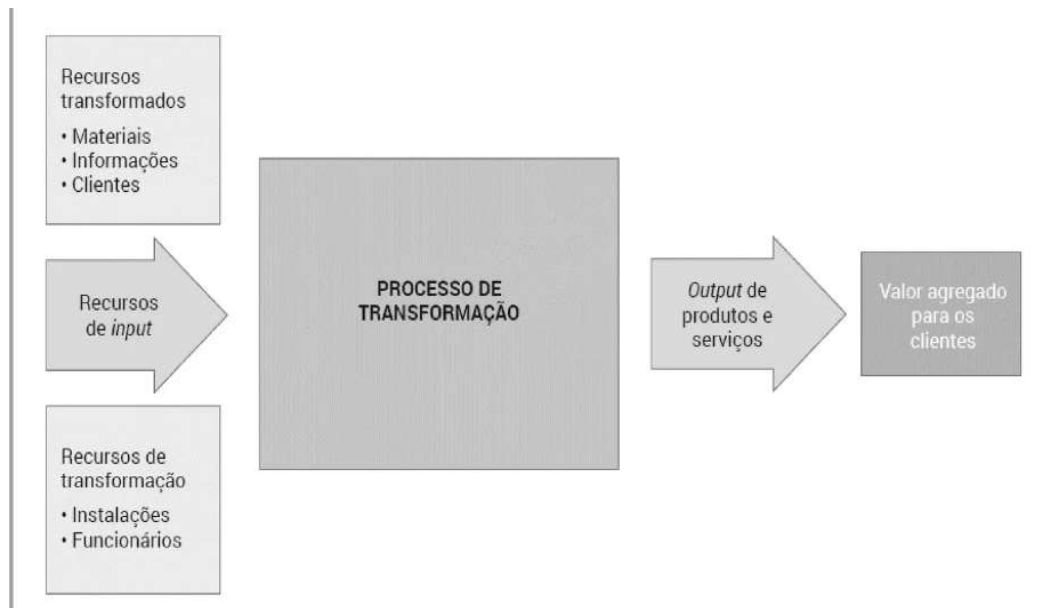 Recursos
transformados
• Materiais
• Informações
• Clientes
Recursos
de input
Recursos de
transformação
• Instalações
• Funcionários
PROCESSO DE
TRANSFORMAÇÃO
Output de
produtos e
serviços
Valor agregado
para os
clientes